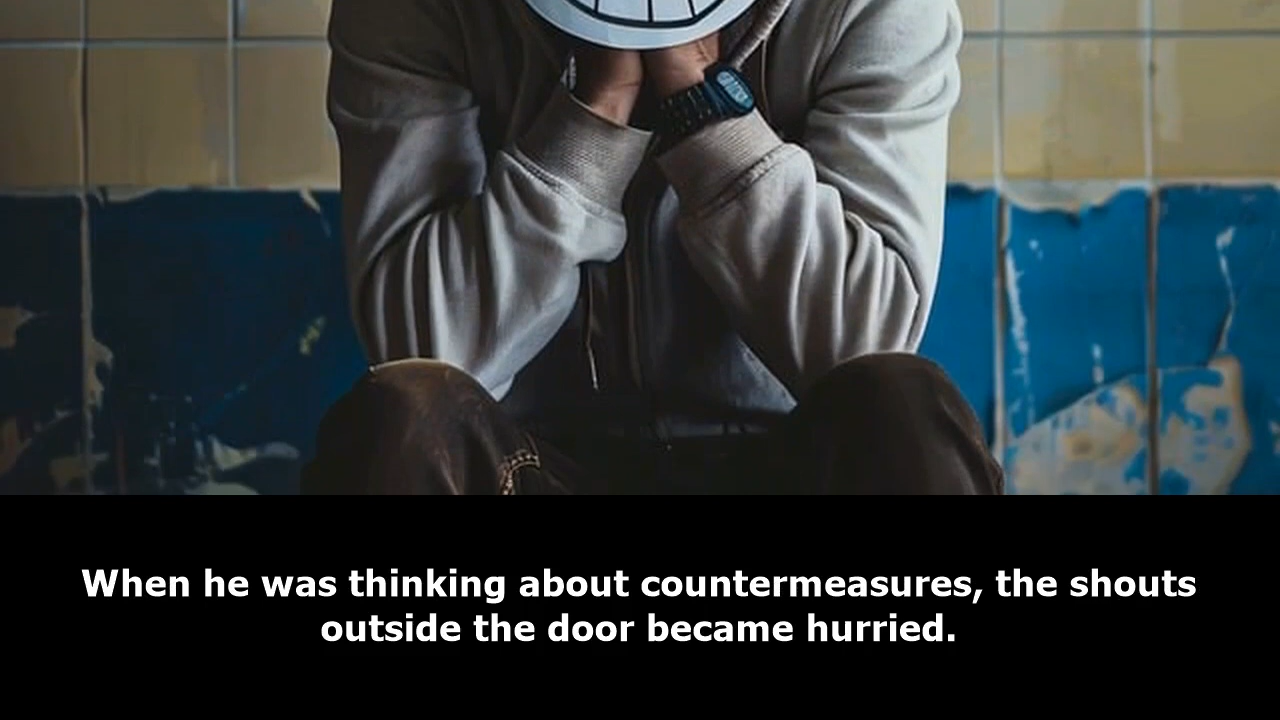 When he was thinking about countermeasures, the shouts
outside the door became hurried.